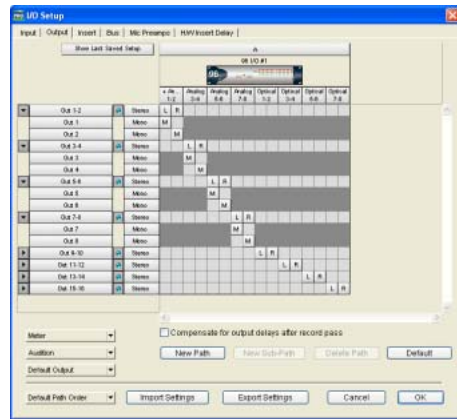 I/O Setup
Input Output Insert Bus Mic Preamps H/W Insert Delay
Show Last Saved Setup A
96 I/O #1
96
Analog Analog Analog Optical Optical Optical Optical
1-2 3-4 5-6 7-8 1-2 3-4 5-6 7-8
Out 1-2 Stereo L R
Out 1 Mono M
Out 2 Mono M
Out 3-4 Stereo L R
Out 3 Mono M
Out 4 Mono M
Out 5-6 Stereo L R
Out 5 Mono M
Out 6 Mono M
Out 7-8 Stereo L R
Out 7 Mono M
Out 8 Mono M
Out 9-10 Stereo L R
Out 11-12 Stereo L R
Out 13-14 Stereo L R
Out 15-16 Stereo L R
Meter
Compensate for output delays after record pass
Audition
New Path New Sub-Path Delete Path Default
Default Output
Default Path Order Import Settings Export Settings Cancel OK